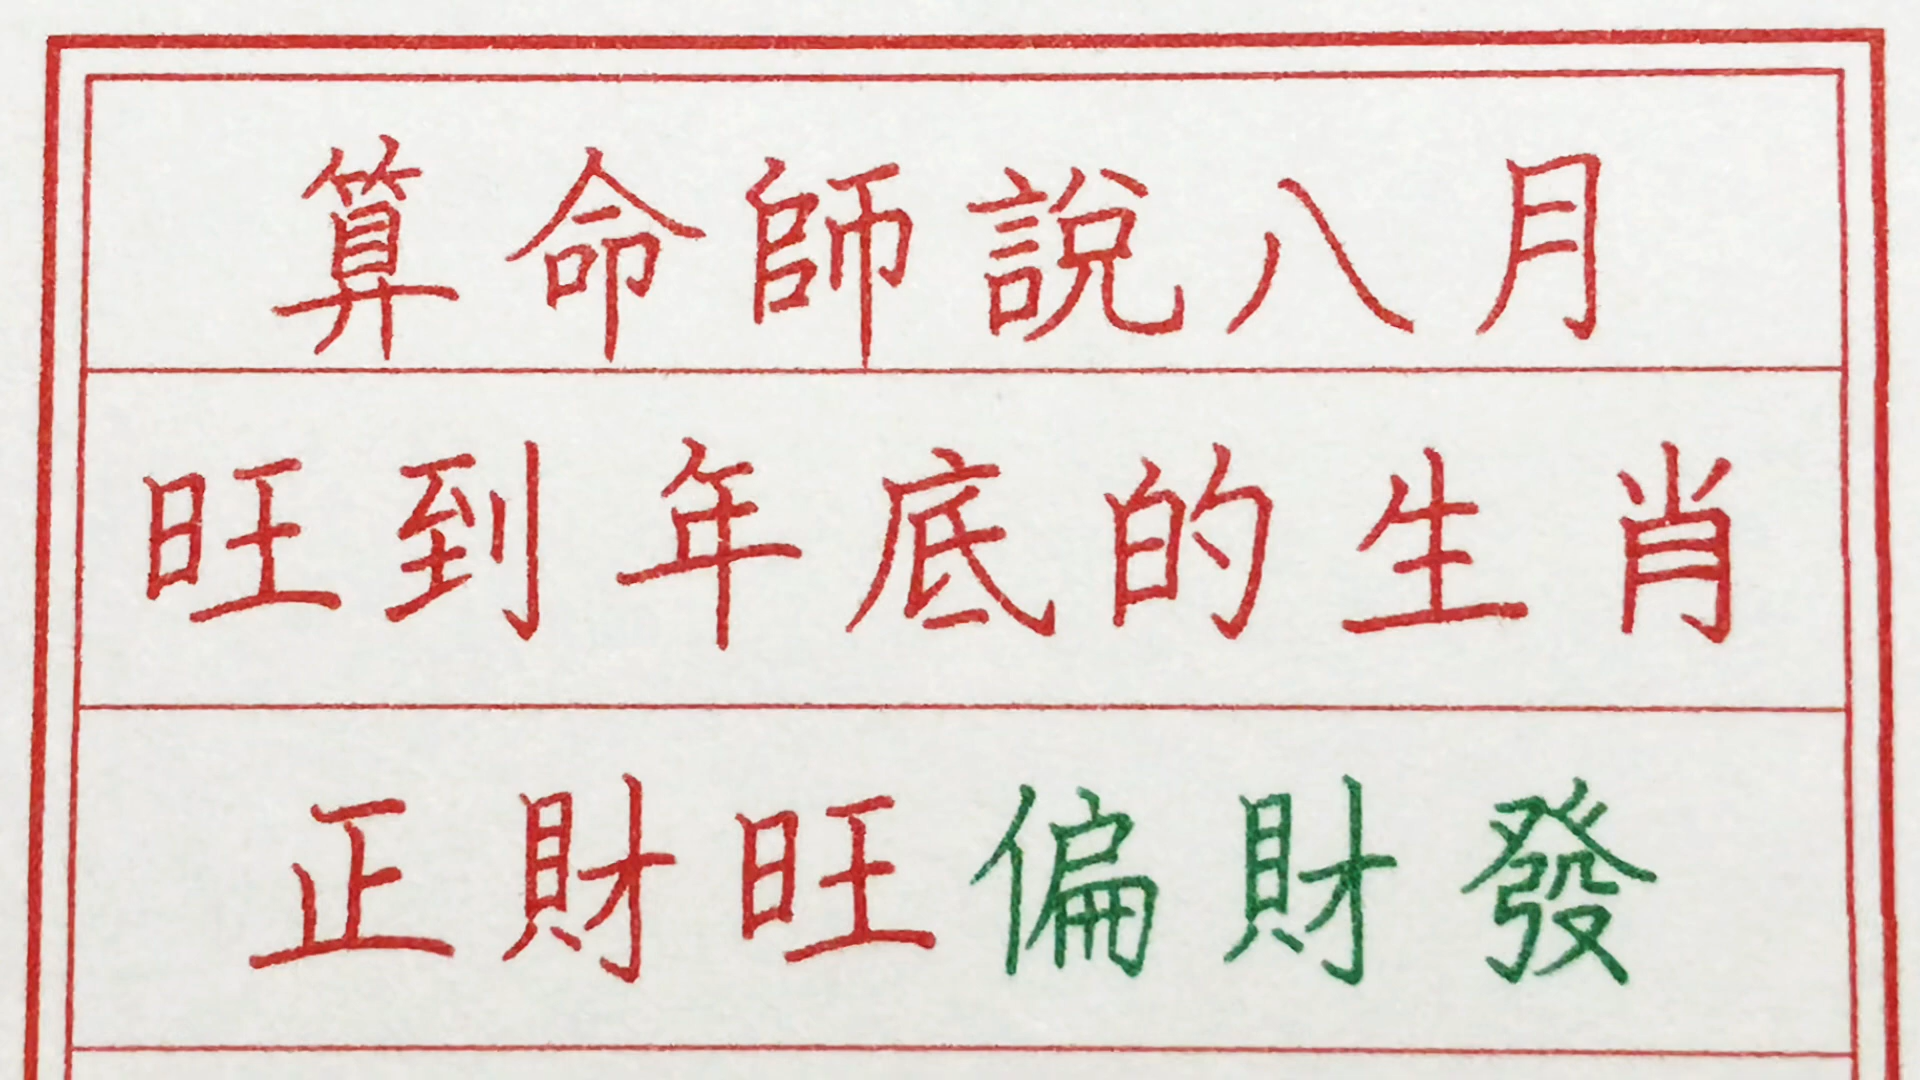 算命師說八月
旺到年底的生肖
正財旺偏財發